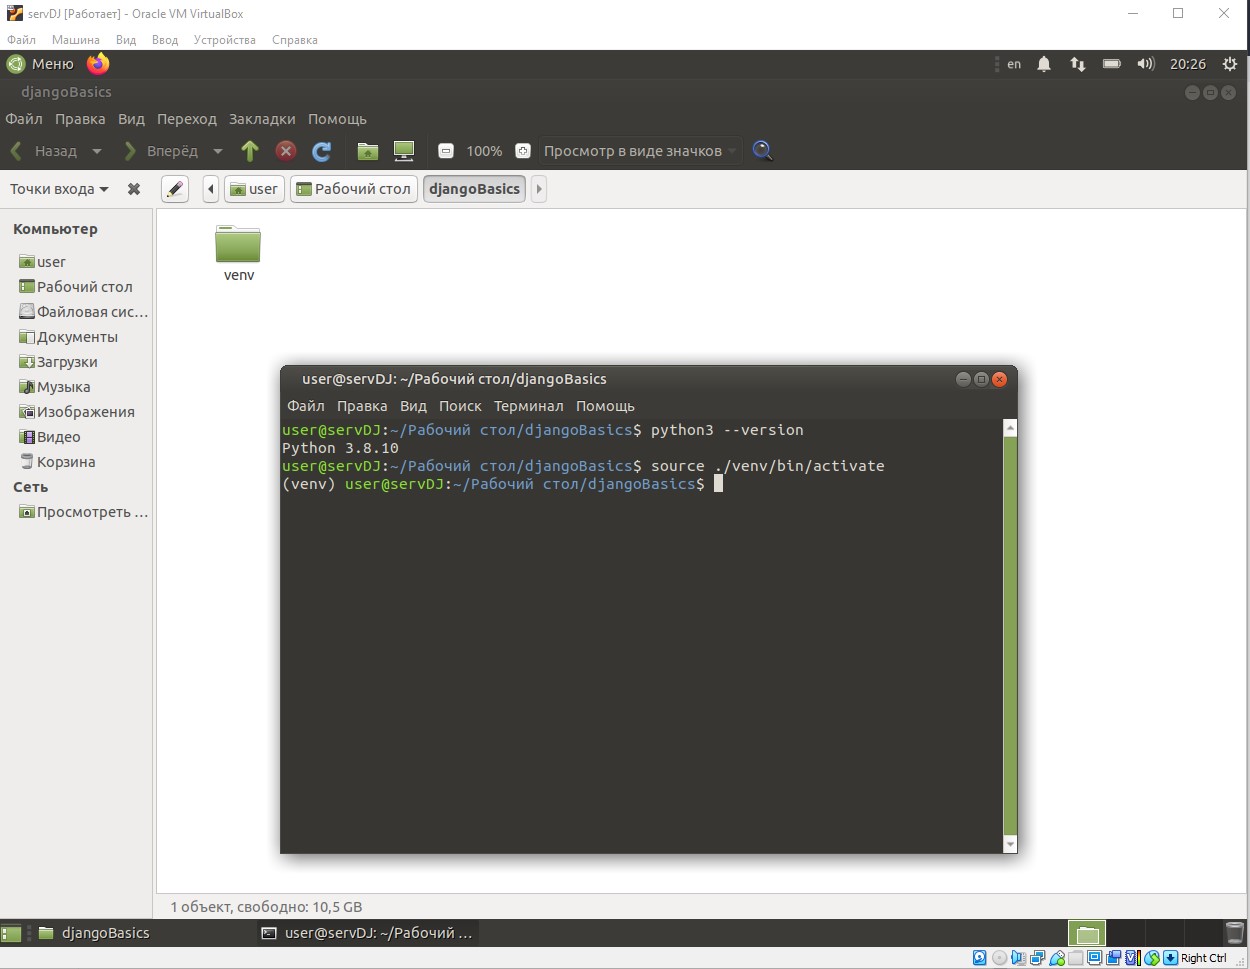 servDJ [Работает] - Oracle VM VirtualBox
Файл Машина Вид Ввод Устройства Справка
Меню en 20:26
djangoBasics
Файл Правка Вид Переход Закладки Помощь
Назад Вперёд 100% Просмотр в виде значков
Точки входа user Рабочий стол djangoBasics
Компьютер
user
Рабочий стол
Файловая сис…
Документы
Загрузки
Музыка
Изображения
Видео
Корзина
Сеть
Просмотреть …
venv
user@servDJ: ~/Рабочий стол/djangoBasics
Файл Правка Вид Поиск Терминал Помощь
user@servDJ:~/Рабочий стол/djangoBasics$ python3 --version
Python 3.8.10
user@servDJ:~/Рабочий стол/djangoBasics$ source ./venv/bin/activate
(venv) user@servDJ:~/Рабочий стол/djangoBasics$
1 объект, свободно: 10,5 GB
djangoBasics user@servDJ: ~/Рабочий …
Right Ctrl